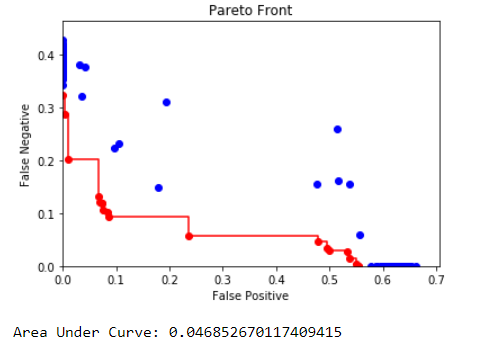 Pareto Front
0.4
0.3
0.2
0.1
0.0
False Negative
0.0 0.1 0.2 0.3 0.4 0.5 0.6 0.7
False Positive
Area Under Curve: 0.046852670117409415